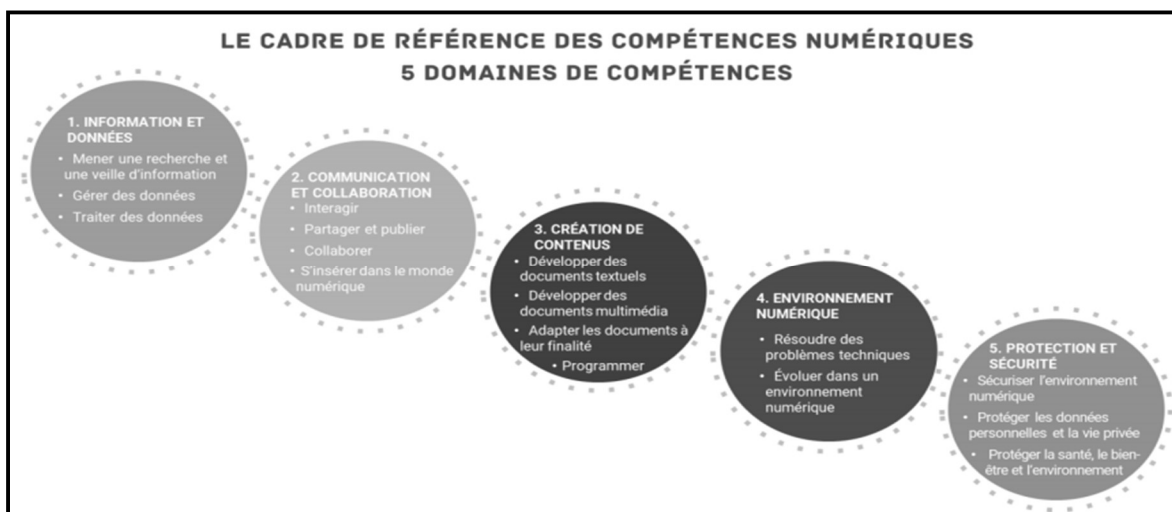 LE CADRE DE RÉFÉRENCE DES COMPÉTENCES NUMÉRIQUES
5 DOMAINES DE COMPÉTENCES
1. INFORMATION ET
DONNÉES
• Mener une recherche et
une veille d'information
• Gérer des données
• Traiter des données
2. COMMUNICATION
ET COLLABORATION
• Interagir
• Partager et publier
• Collaborer
• S'insérer dans le monde
numérique
3. CRÉATION DE
CONTENUS
• Développer des
documents textuels
• Développer des
documents multimédia
• Adapter les documents à
leur finalité
• Programmer
4. ENVIRONNEMENT
NUMÉRIQUE
• Résoudre des
problèmes techniques
• Évoluer dans un
environnement
numérique
5. PROTECTION ET
SÉCURITÉ
• Sécuriser l'environnement
numérique
• Protéger les données
personnelles et la vie privée
• Protéger la santé, le bien-
être et l'environnement